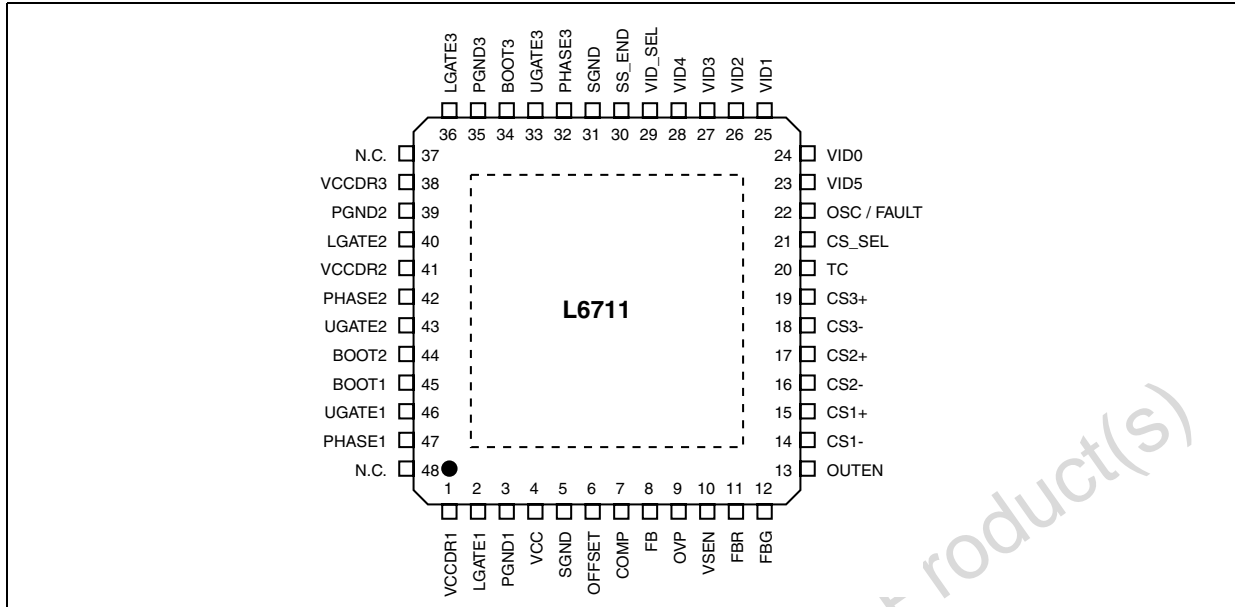 LGATE3
PGND3
BOOT3
UGATE3
PHASE3
SGND
SS_END
VID_SEL
VID4
VID3
VID2
VID1
36 35 34 33 32 31 30 29 28 27 26 25
N.C. 37
VCCDR3 38
PGND2 39
LGATE2 40
VCCDR2 41
PHASE2 42
UGATE2 43
BOOT2 44
BOOT1 45
UGATE1 46
PHASE1 47
N.C. 48
L6711
24 VID0
23 VID5
22 OSC / FAULT
21 CS_SEL
20 TC
19 CS3+
18 CS3-
17 CS2+
16 CS2-
15 CS1+
14 CS1-
13 OUTEN
1 2 3 4 5 6 7 8 9 10 11 12
VCCDR1
LGATE1
PGND1
VCC
SGND
OFFSET
COMP
FB
OVP
VSEN
FBR
FBG
roduct(s)